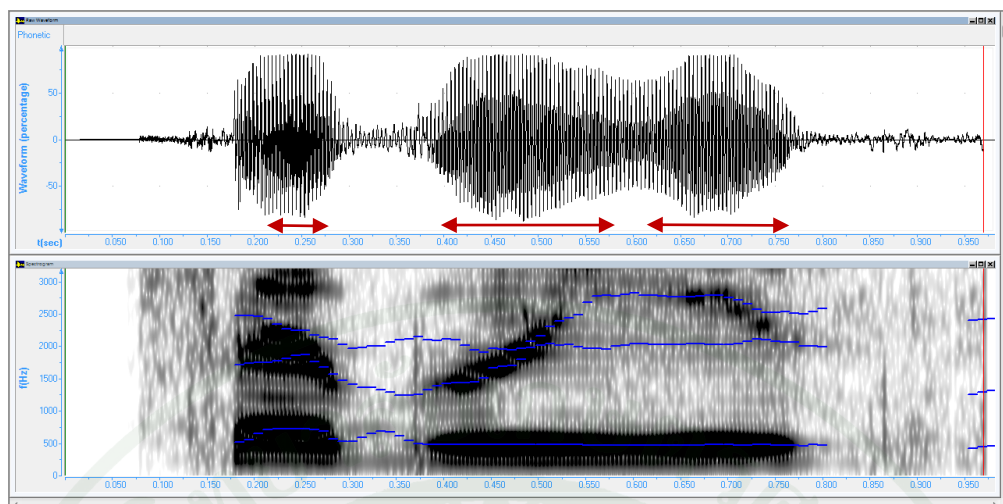 Raw Waveform
Phonetic
Waveform (percentage)
50-
0-
-50-
t(sec) 0.050 0.100 0.150 0.200 0.250 0.300 0.350 0.400 0.450 0.500 0.550 0.600 0.650 0.700 0.750 0.800 0.850 0.900 0.950
Spectrogram
f(Hz)
3000-
2500-
2000-
1500-
1000-
500-
0-
0.050 0.100 0.150 0.200 0.250 0.300 0.350 0.400 0.450 0.500 0.550 0.600 0.650 0.700 0.750 0.800 0.850 0.900 0.950